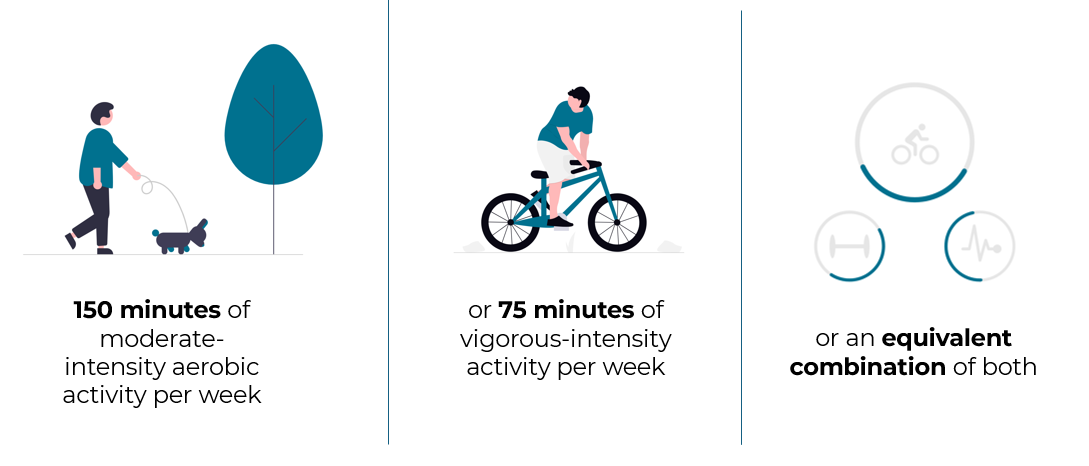 150 minutes of
moderate-
intensity aerobic
activity per week
or 75 minutes of
vigorous-intensity
activity per week
or an equivalent
combination of both